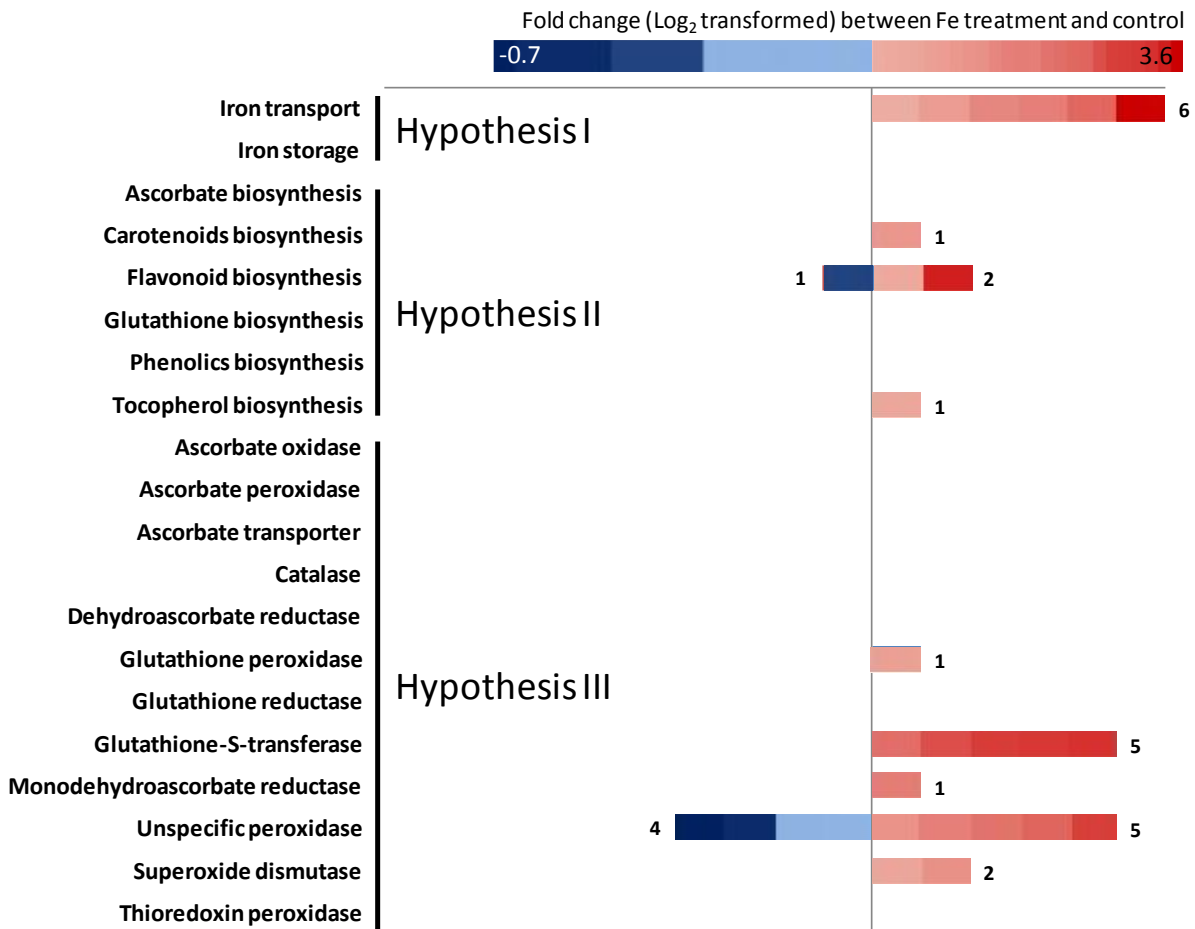 Fold change (Log2 transformed) between Fe treatment and control
-0.7 3.6
Iron transport 6
Hypothesis I
Iron storage
Ascorbate biosynthesis
Carotenoids biosynthesis 1
Flavonoid biosynthesis 1 2
Hypothesis II
Glutathione biosynthesis
Phenolics biosynthesis
Tocopherol biosynthesis 1
Ascorbate oxidase
Ascorbate peroxidase
Ascorbate transporter
Catalase
Dehydroascorbate reductase
Glutathione peroxidase 1
Hypothesis III
Glutathione reductase
Glutathione-S-transferase 5
Monodehydroascorbate reductase 1
Unspecific peroxidase 4 5
Superoxide dismutase 2
Thioredoxin peroxidase